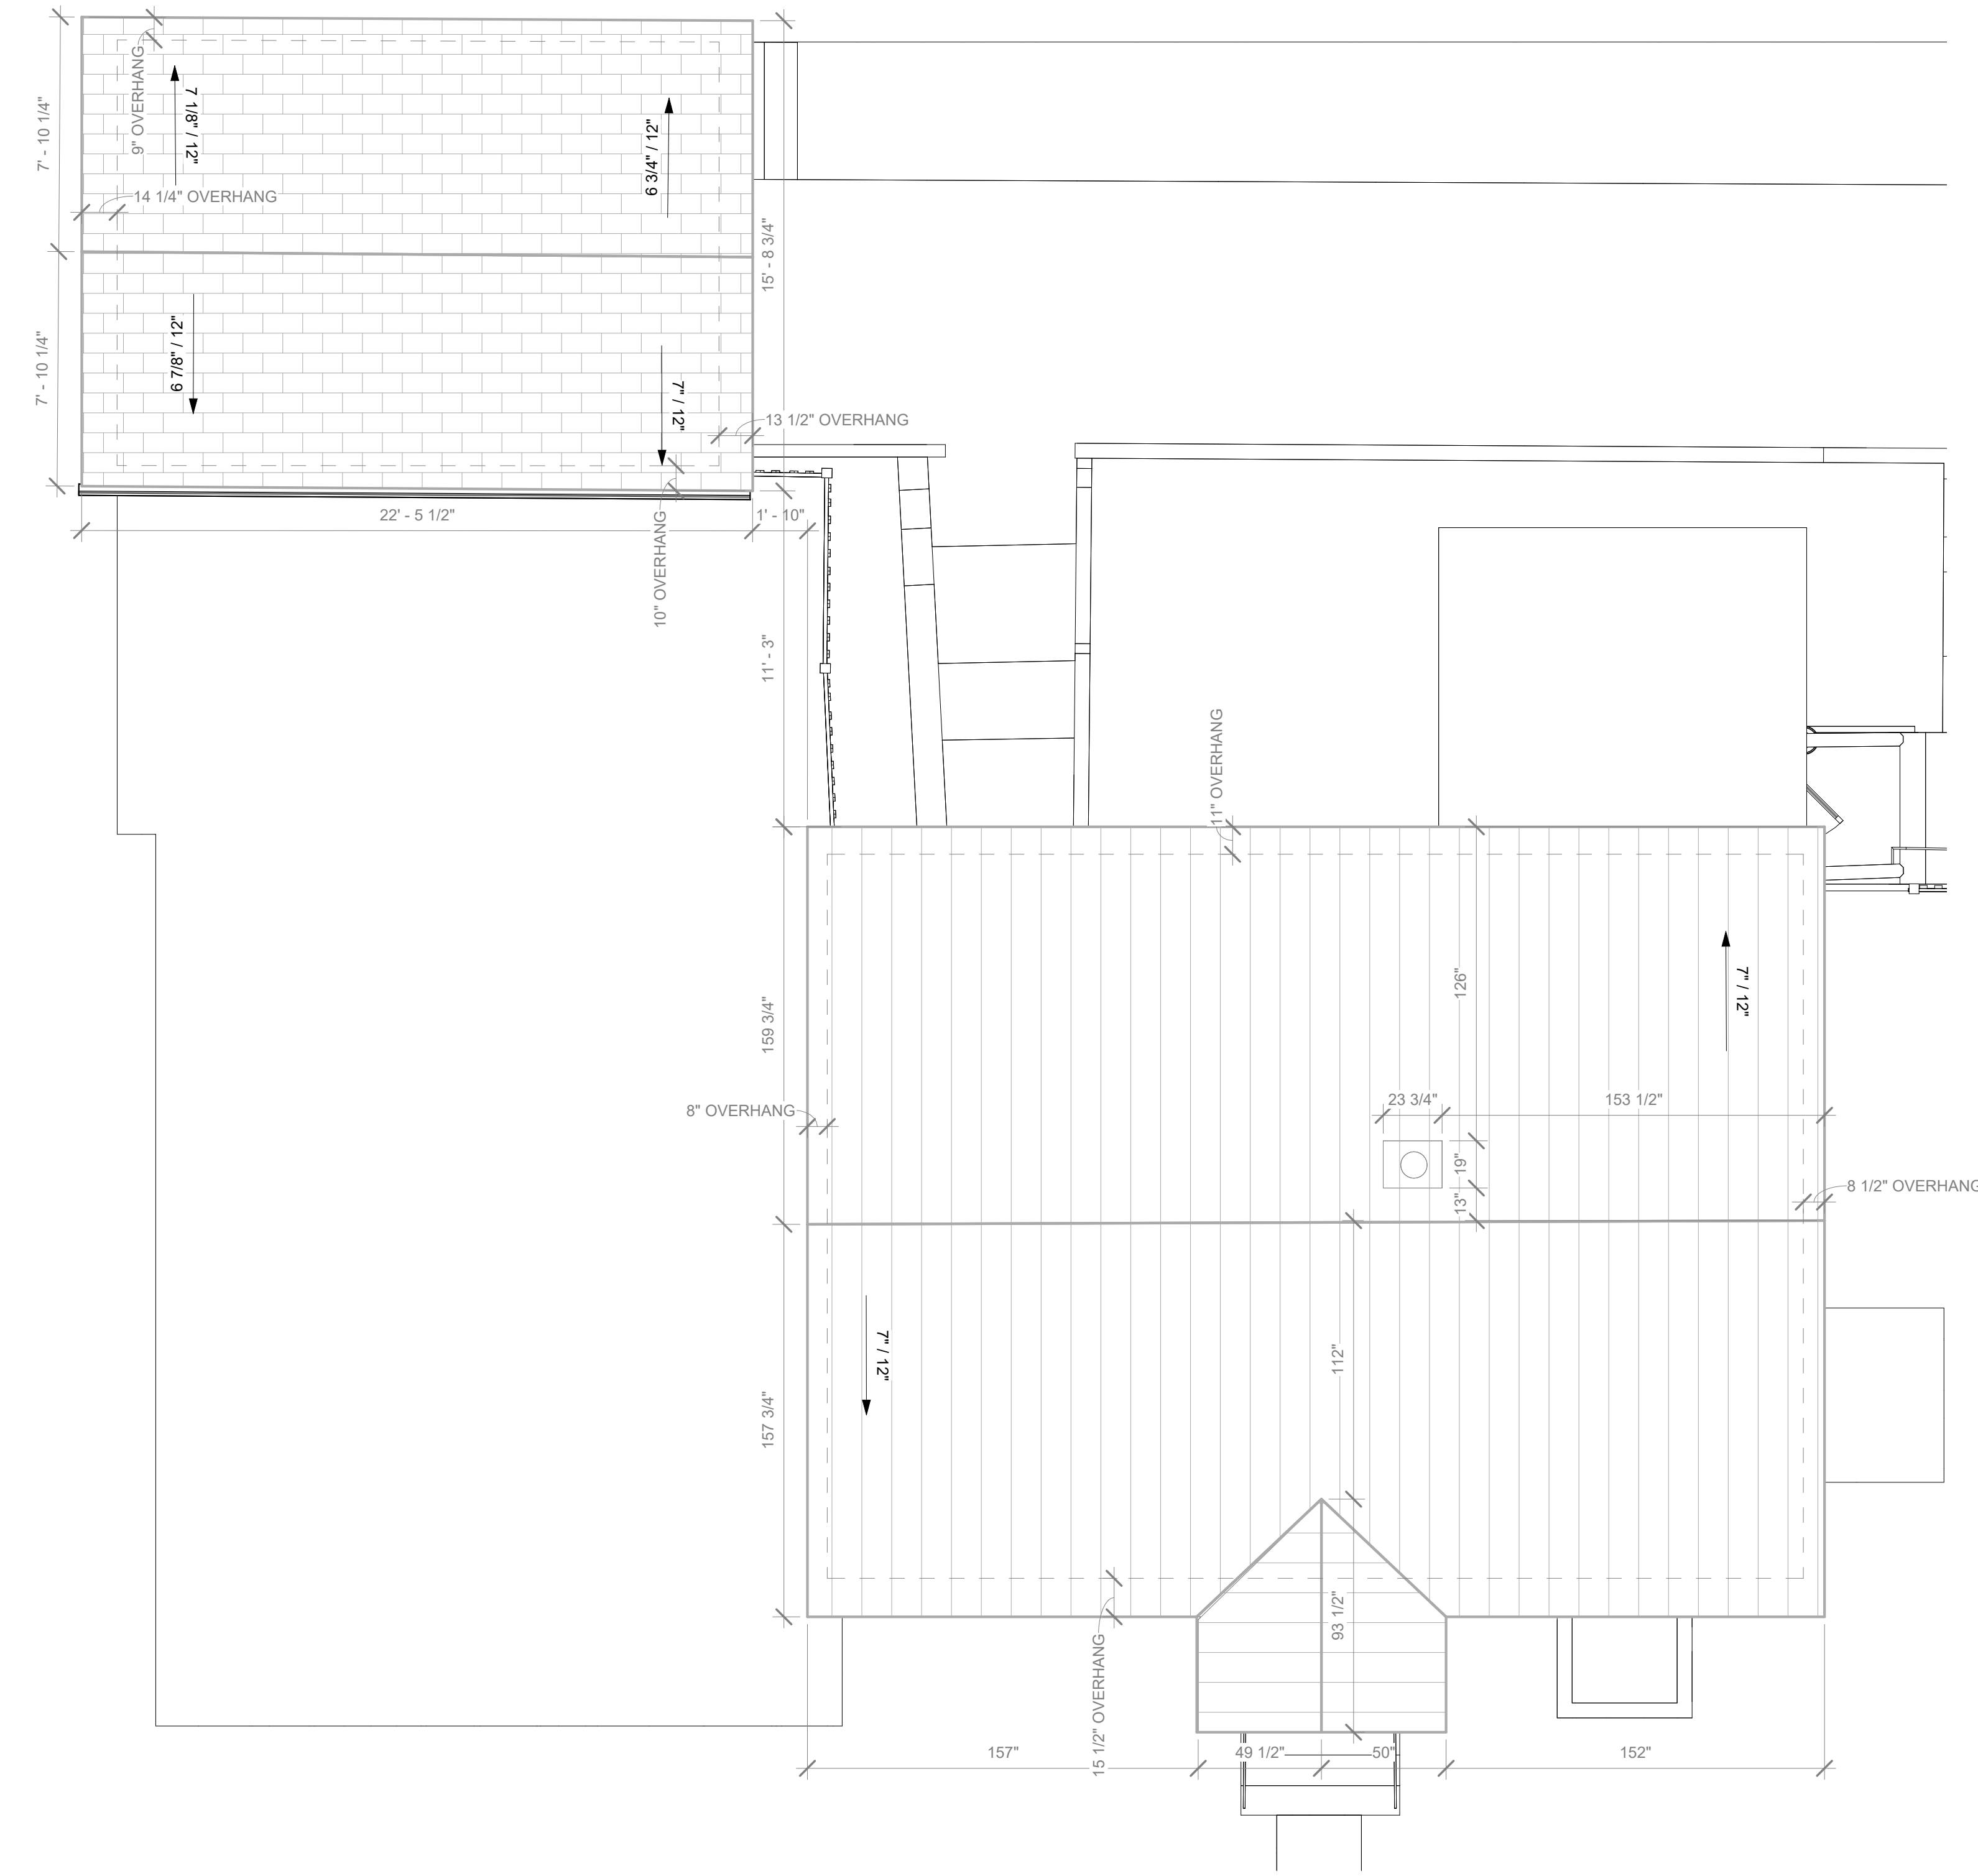 9" OVERHANG
7 1/8" / 12"
6 3/4" / 12"
7' - 10 1/4"
14 1/4" OVERHANG
15' - 8 3/4"
7' - 10 1/4"
6 7/8" / 12"
7" / 12"
13 1/2" OVERHANG
22' - 5 1/2"
1' - 10"
10" OVERHANG
11' - 3"
11" OVERHANG
126"
7" / 12"
159 3/4"
23 3/4"
153 1/2"
8" OVERHANG
19"
8 1/2" OVERHANG
13"
7" / 12"
112"
157 3/4"
93 1/2"
15 1/2" OVERHANG
157"
49 1/2"
50"
152"